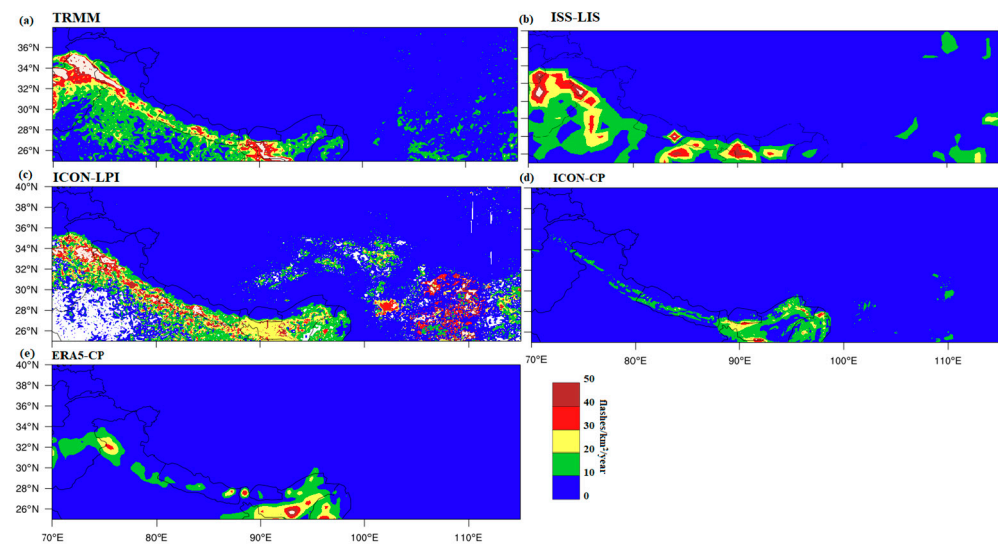 (a) TRMM
(b) ISS-LIS
36°N
34°N
32°N
30°N
28°N
26°N
(c) ICON-LPI
(d) ICON-CP
40°N
38°N
36°N
34°N
32°N
30°N
28°N
26°N
70°E 80°E 90°E 100°E 110°E
(e) ERA5-CP
40°N
38°N
36°N
34°N
32°N
30°N
28°N
26°N
70°E 80°E 90°E 100°E 110°E
50
40
30
20
10
0
flashes/km²/year